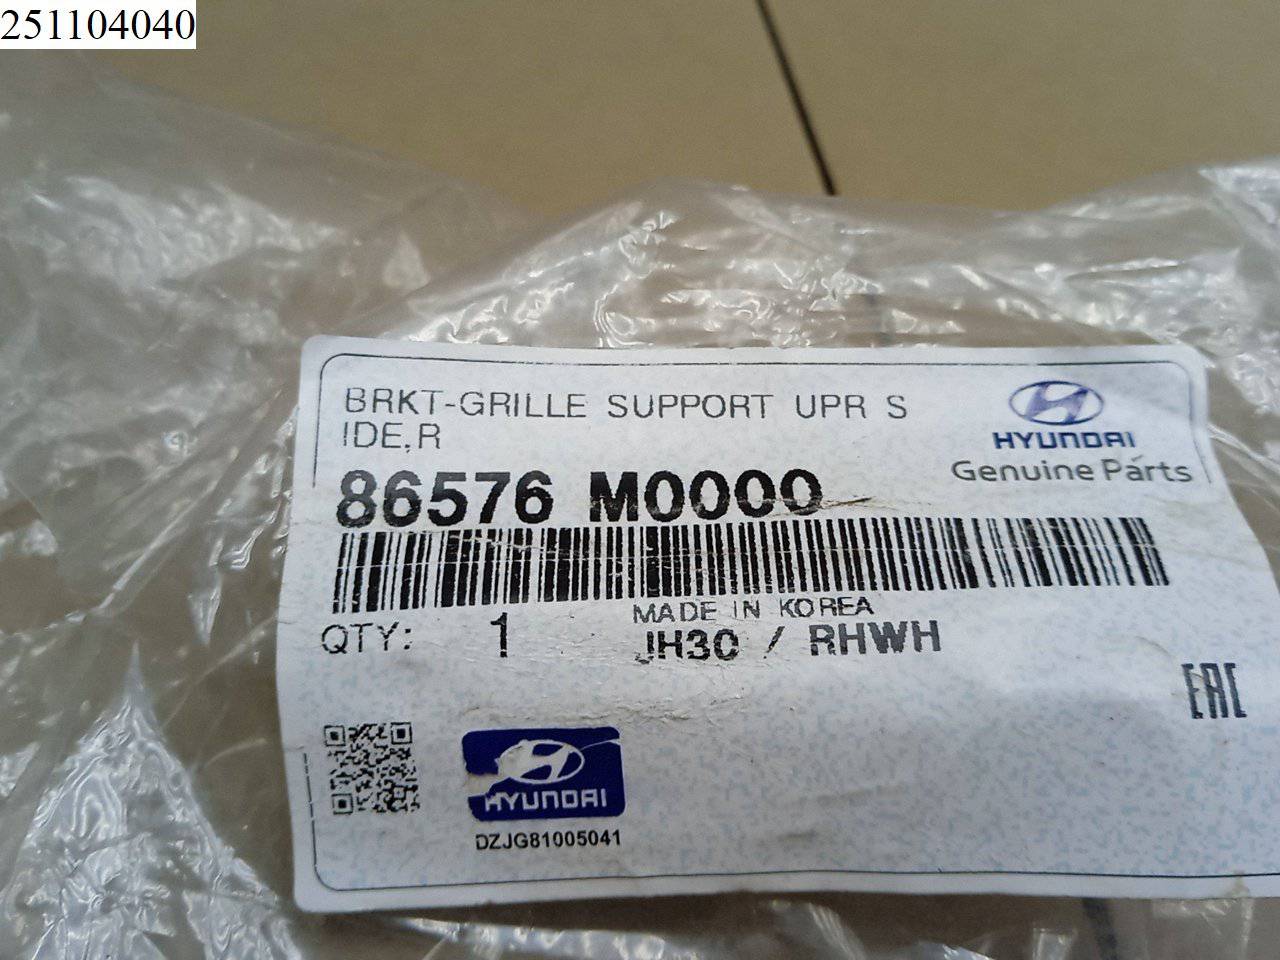 251104040
BRKT-GRILLE SUPPORT UPR S
IDE,R
HYUNDAI
Genuine Parts
86576 M0000
MADE IN KOREA
QTY: 1
JH30 / RHWH
EAC
HYUNDAI
DZJG81005041